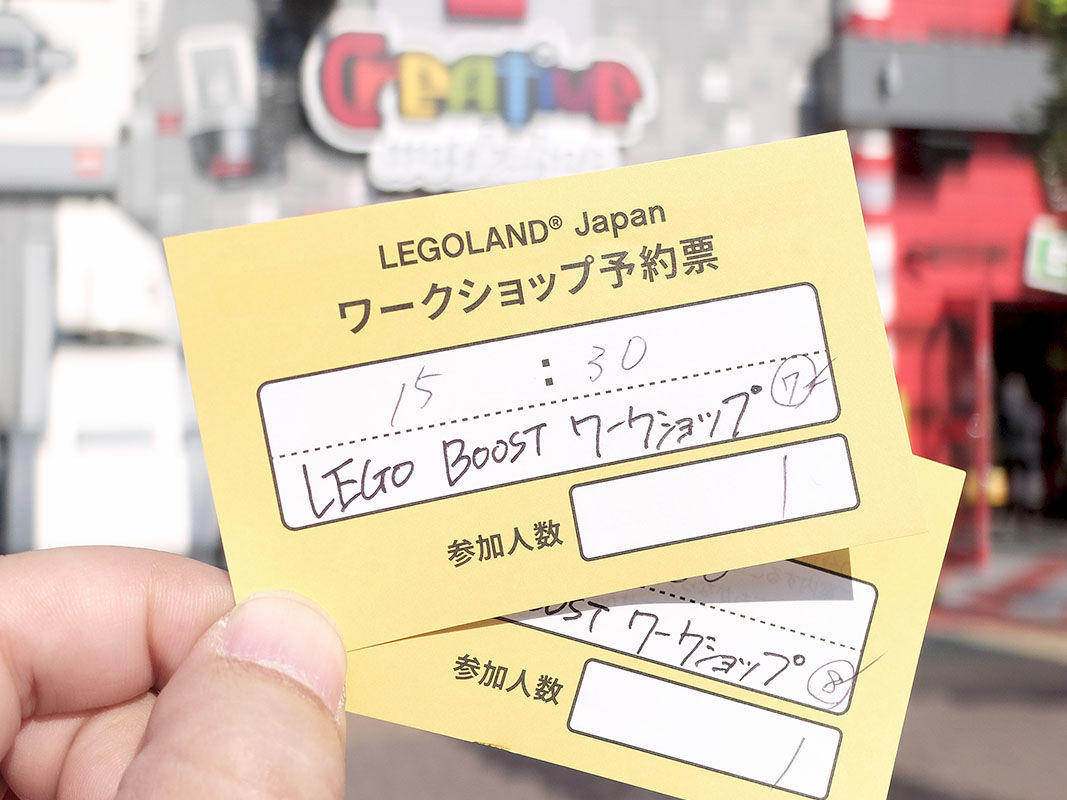 Creative
LEGOLAND® Japan
ワークショップ予約票
15 : 30
LEGO BOOST ワークショップ ⑦
参加人数 1
ワークショップ ⑧
参加人数 1